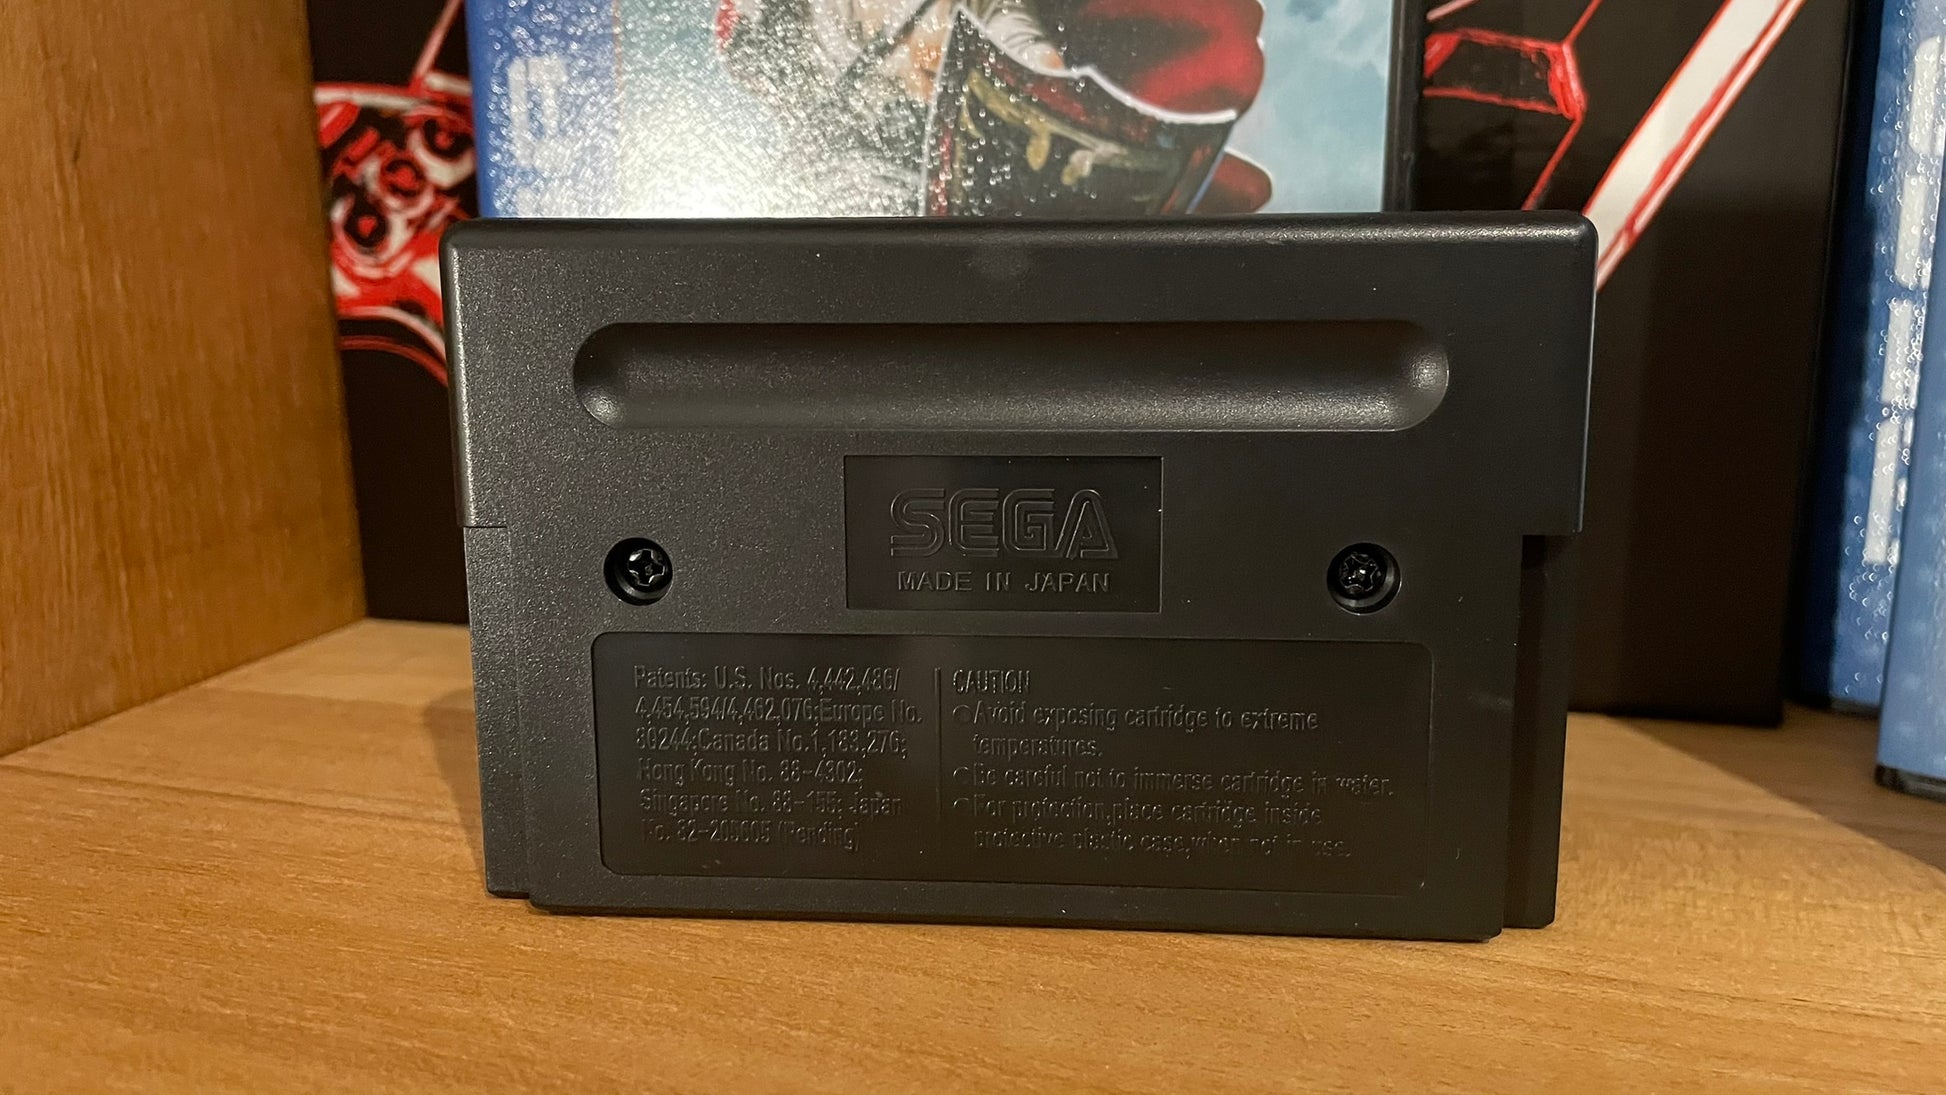 SEGA
MADE IN JAPAN
Patents: U.S. Nos. 4,442,486/
4,454,594/4,462,076;Europe No.
80244;Canada No.1,183,276;
Hong Kong No. 88-4302;
Singapore No. 88-155; Japan
No. 82-205605 (Pending)
CAUTION
○Avoid exposing cartridge to extreme
temperatures.
○Be careful not to immerse cartridge in water.
○For protection,place cartridge inside
protective plastic case,when not in use.